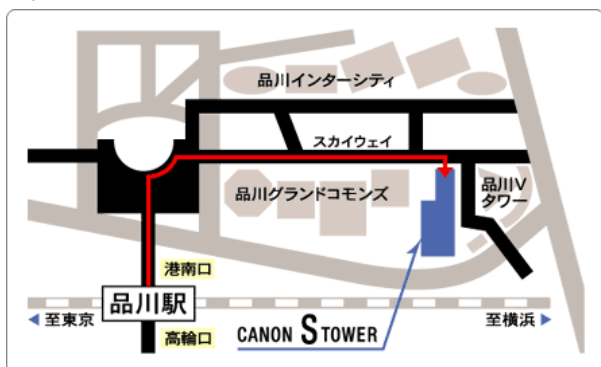 品川インターシティ
スカイウェイ
品川グランドコモンズ
品川V
タワー
港南口
品川駅
至東京
高輪口
CANON S TOWER
至横浜